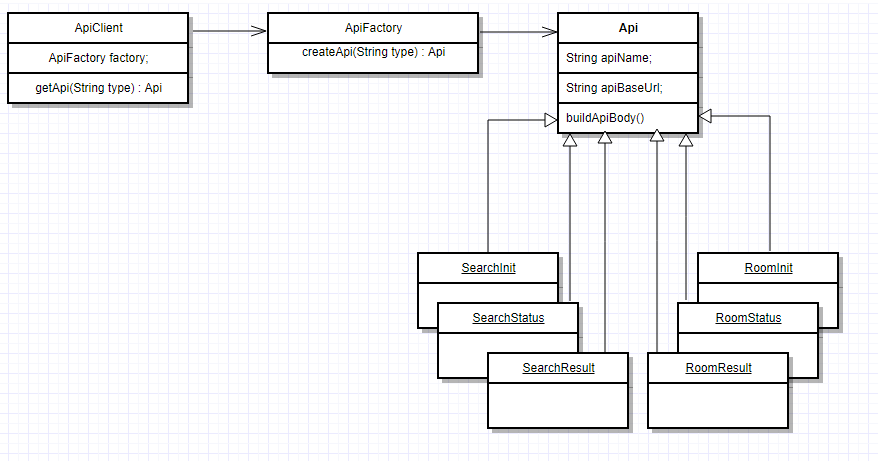 ApiClient
ApiFactory factory;
getApi(String type) : Api
ApiFactory
createApi(String type) : Api
Api
String apiName;
String apiBaseUrl;
buildApiBody()
SearchInit
SearchStatus
SearchResult
RoomInit
RoomStatus
RoomResult